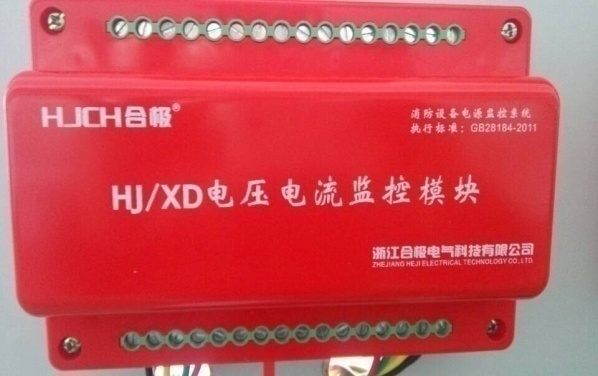 HJCH合极®
消防设备电源监控系统
执行标准：GB28184-2011
HJ/XD电压电流监控模块
浙江合极电气科技有限公司
ZHEJIANG HEJI ELECTRICAL TECHNOLOGY CO.,LTD.